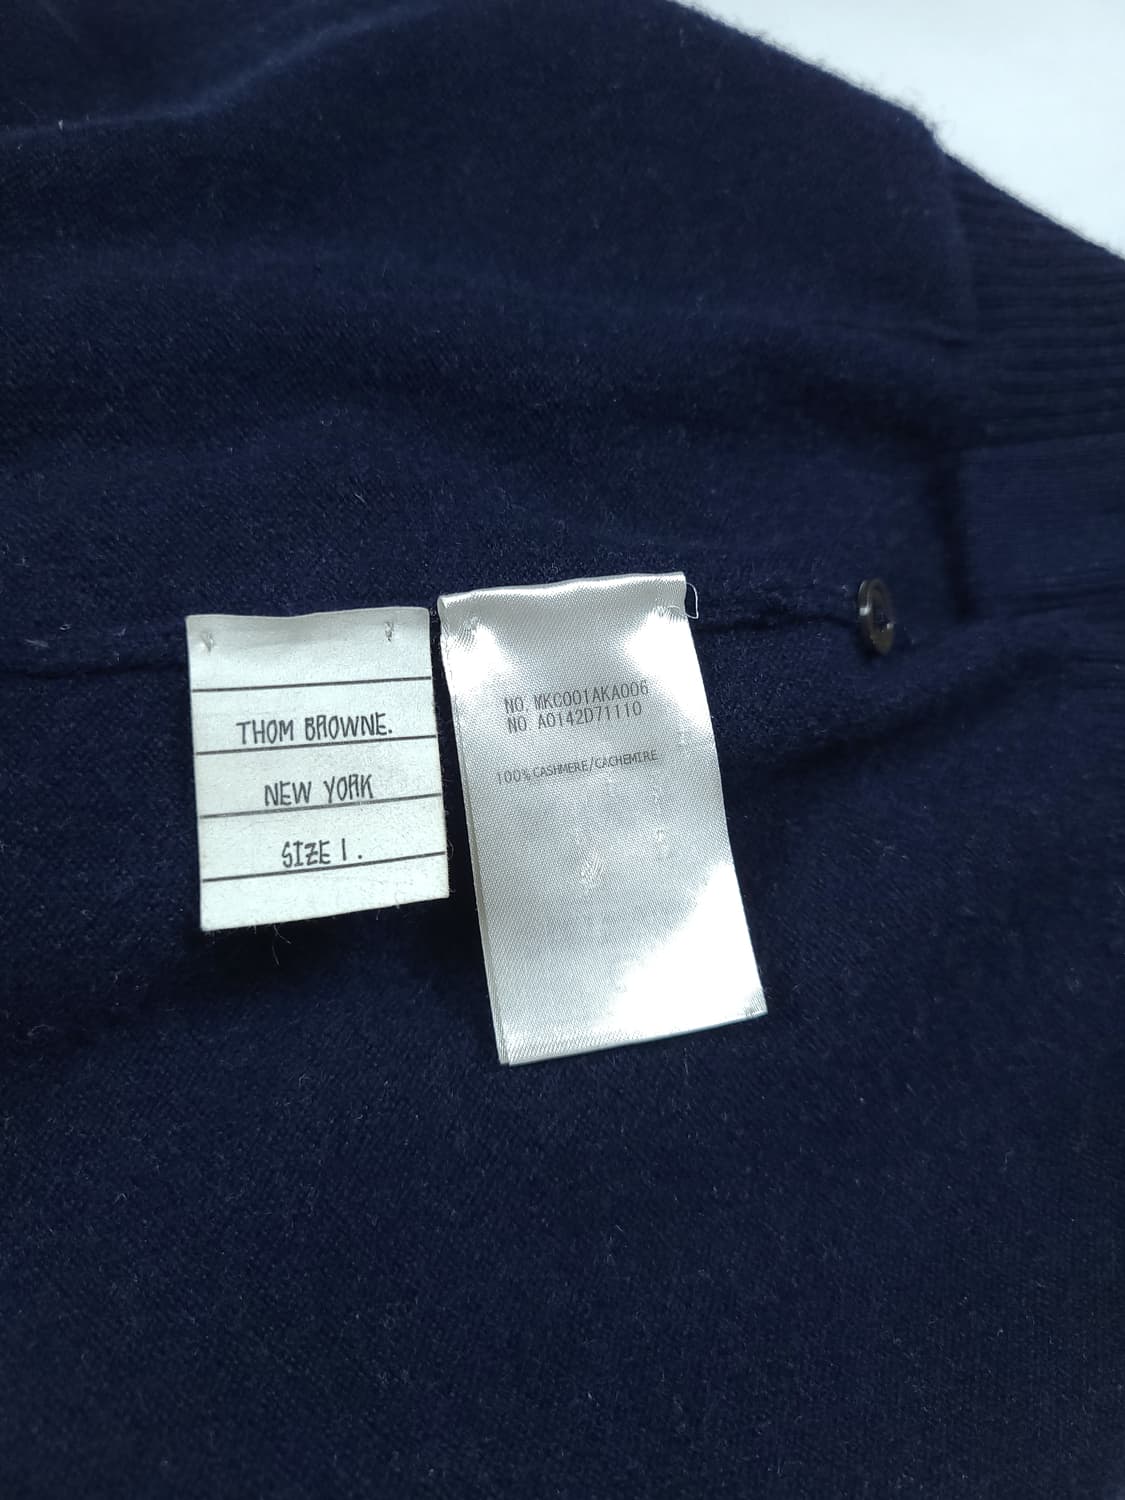 THOM BROWNE.
NEW YORK
SIZE 1.
NO. MKC001AKA006
NO. A0142D71110
100% CASHMERE/CACHEMIRE